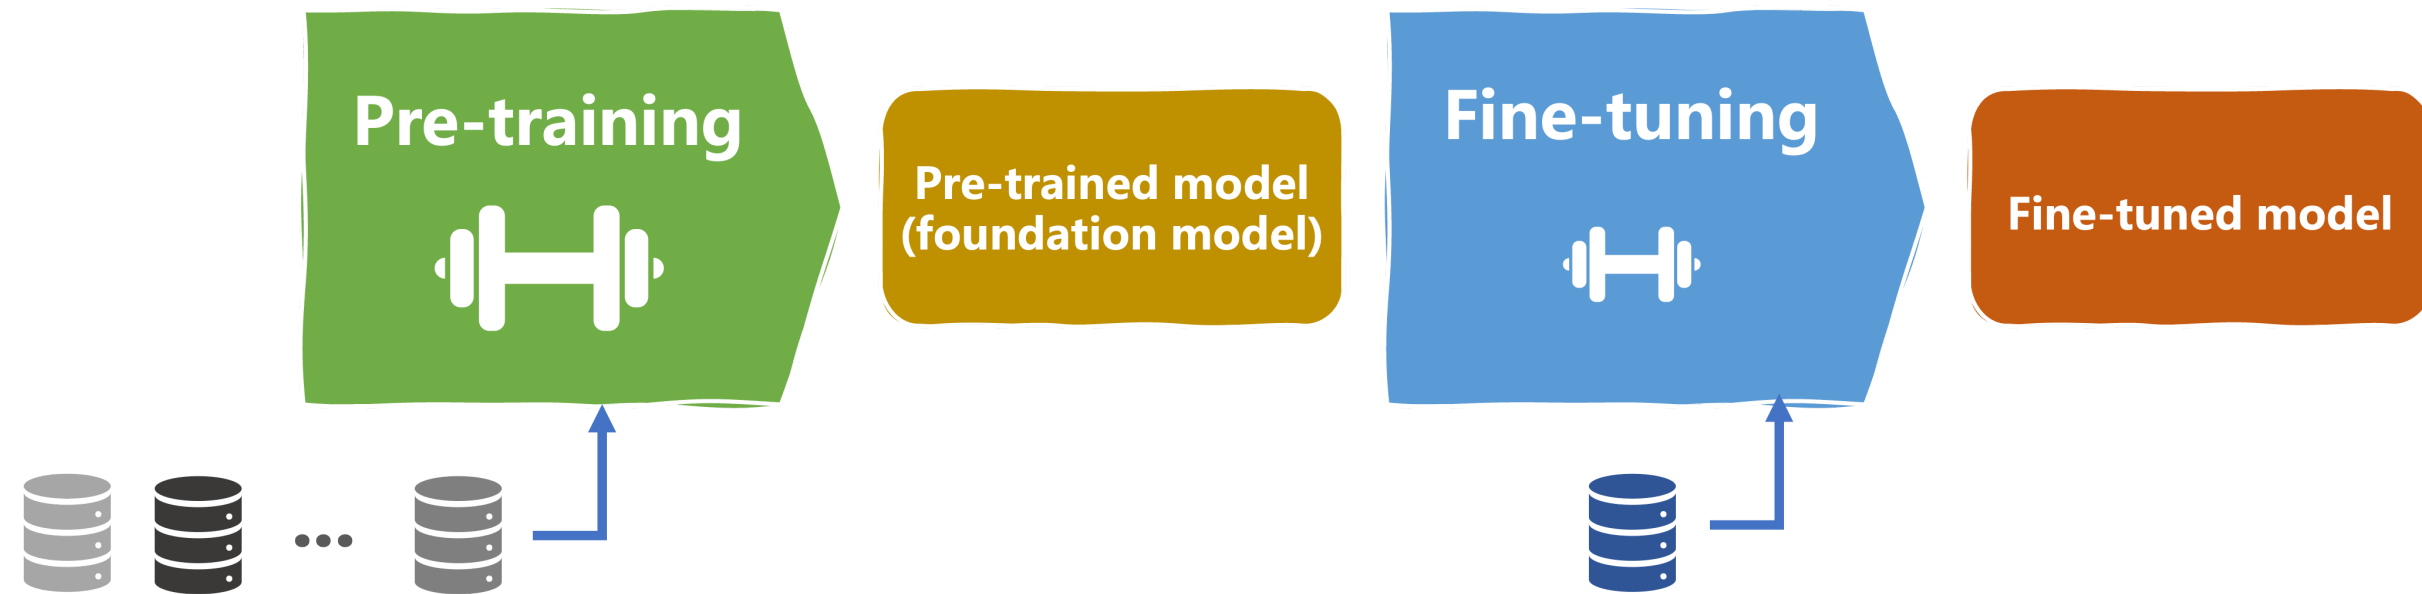 Pre-training
Pre-trained model
(foundation model)
Fine-tuning
Fine-tuned model